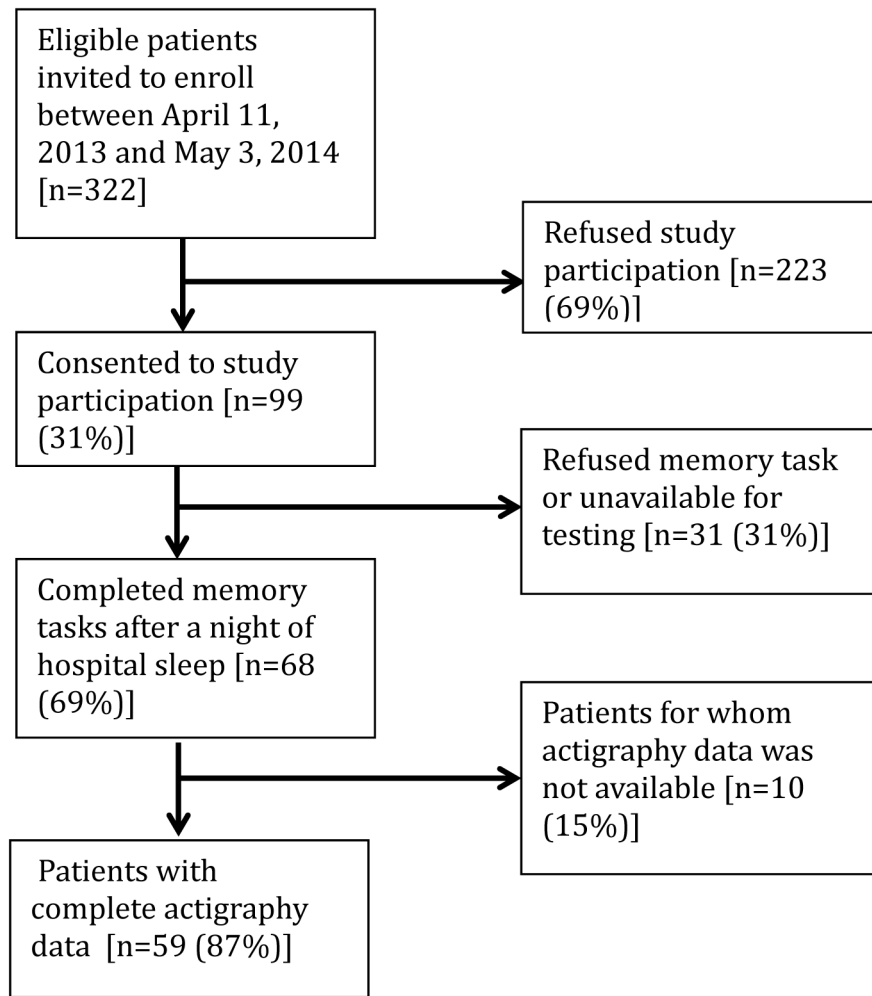 Eligible patients
invited to enroll
between April 11,
2013 and May 3, 2014
[n=322]
Refused study
participation [n=223
(69%)]
Consented to study
participation [n=99
(31%)]
Refused memory task
or unavailable for
testing [n=31 (31%)]
Completed memory
tasks after a night of
hospital sleep [n=68
(69%)]
Patients for whom
actigraphy data was
not available [n=10
(15%)]
Patients with
complete actigraphy
data [n=59 (87%)]